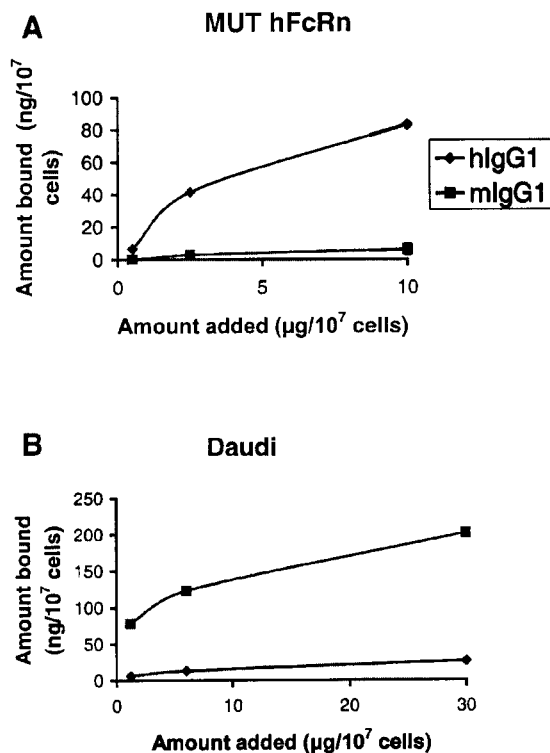 A
MUT hFcRn
Amount bound (ng/10⁷
cells)
100
80
60
40
20
0
0 5 10
Amount added (µg/10⁷ cells)
hIgG1
mIgG1
B
Daudi
Amount bound
(ng/10⁷ cells)
250
200
150
100
50
0
0 10 20 30
Amount added (µg/10⁷ cells)